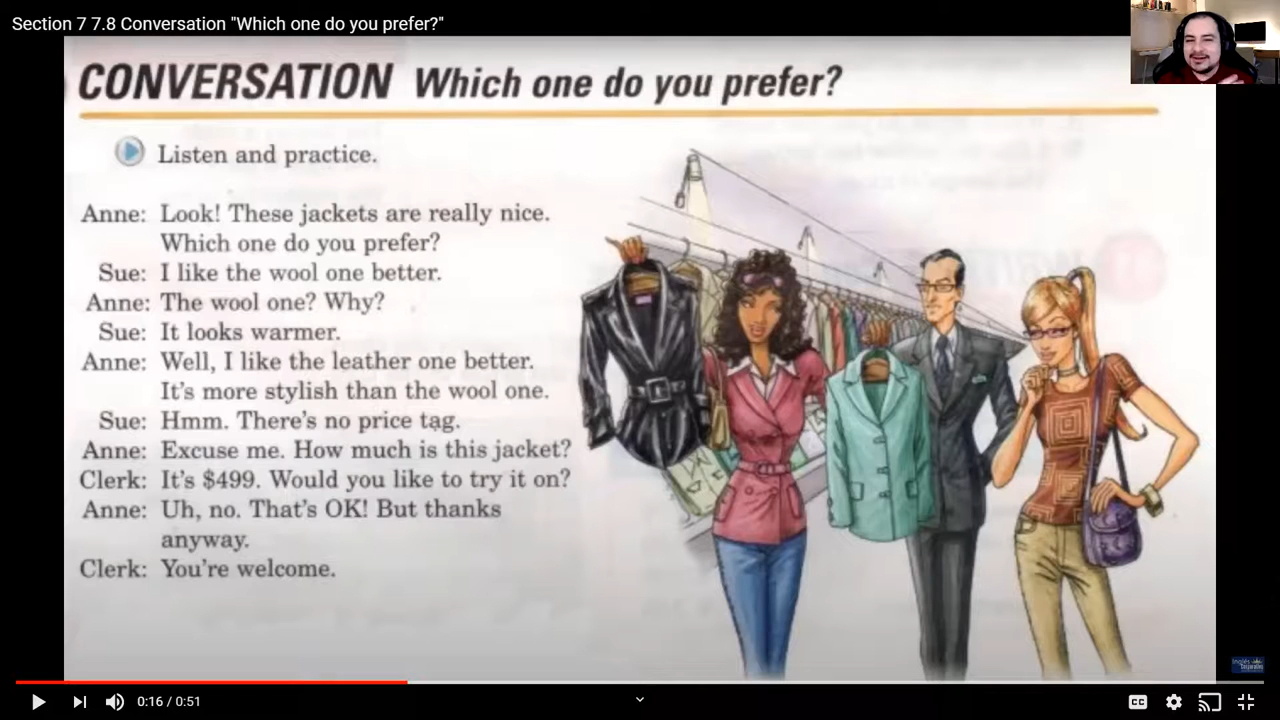 Section 7 7.8 Conversation "Which one do you prefer?"
CONVERSATION Which one do you prefer?
Listen and practice.
Anne: Look! These jackets are really nice.
Which one do you prefer?
Sue: I like the wool one better.
Anne: The wool one? Why?
Sue: It looks warmer.
Anne: Well, I like the leather one better.
It's more stylish than the wool one.
Sue: Hmm. There's no price tag.
Anne: Excuse me. How much is this jacket?
Clerk: It's $499. Would you like to try it on?
Anne: Uh, no. That's OK! But thanks
anyway.
Clerk: You're welcome.
0:16 / 0:51
CC